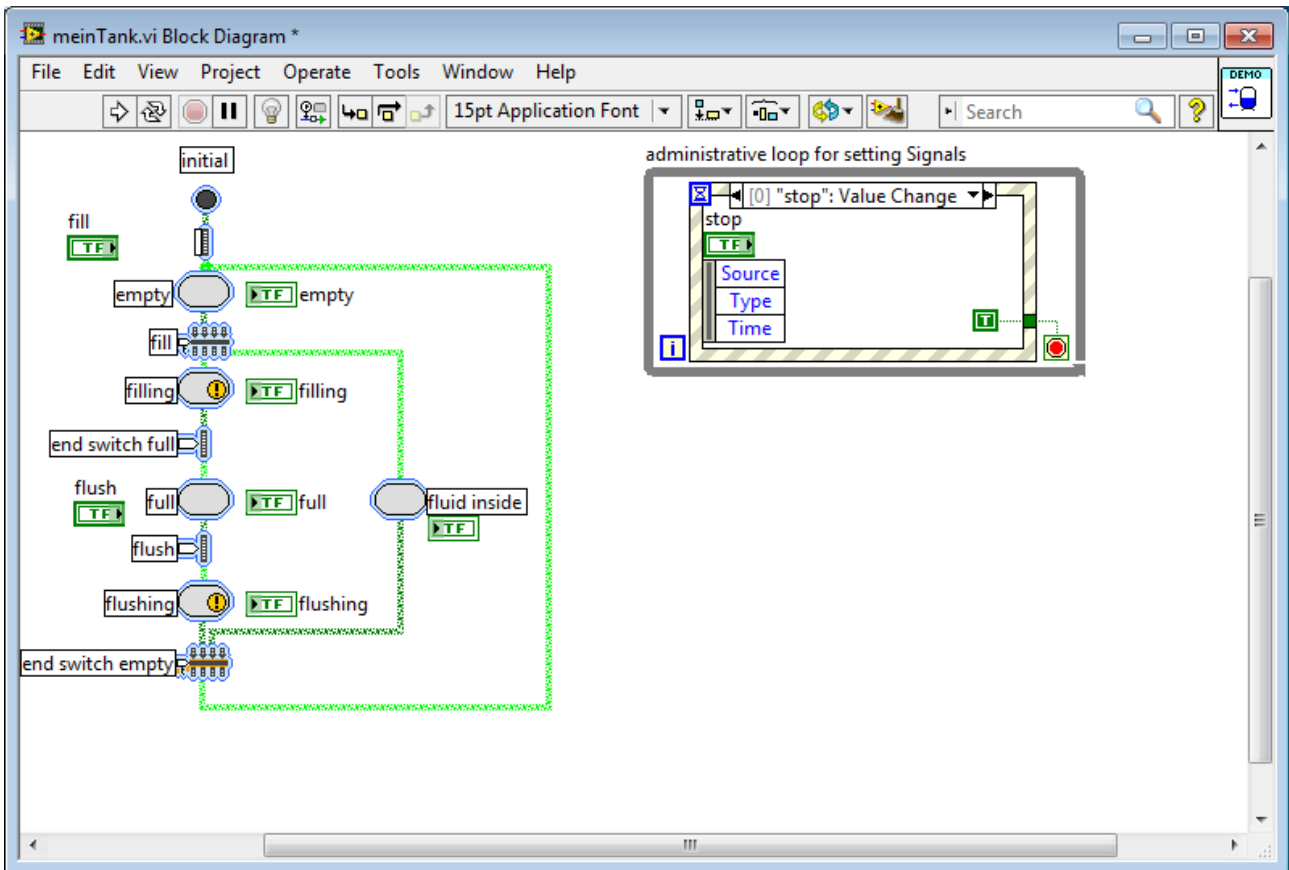 meinTank.vi Block Diagram *
File Edit View Project Operate Tools Window Help
15pt Application Font
Search
DEMO
initial
administrative loop for setting Signals
[0] "stop": Value Change
fill
TF
stop
TF
Source
Type
Time
T
i
empty
TF
empty
fill
filling
TF
filling
end switch full
flush
TF
full
TF
full
fluid inside
TF
flush
flushing
TF
flushing
end switch empty